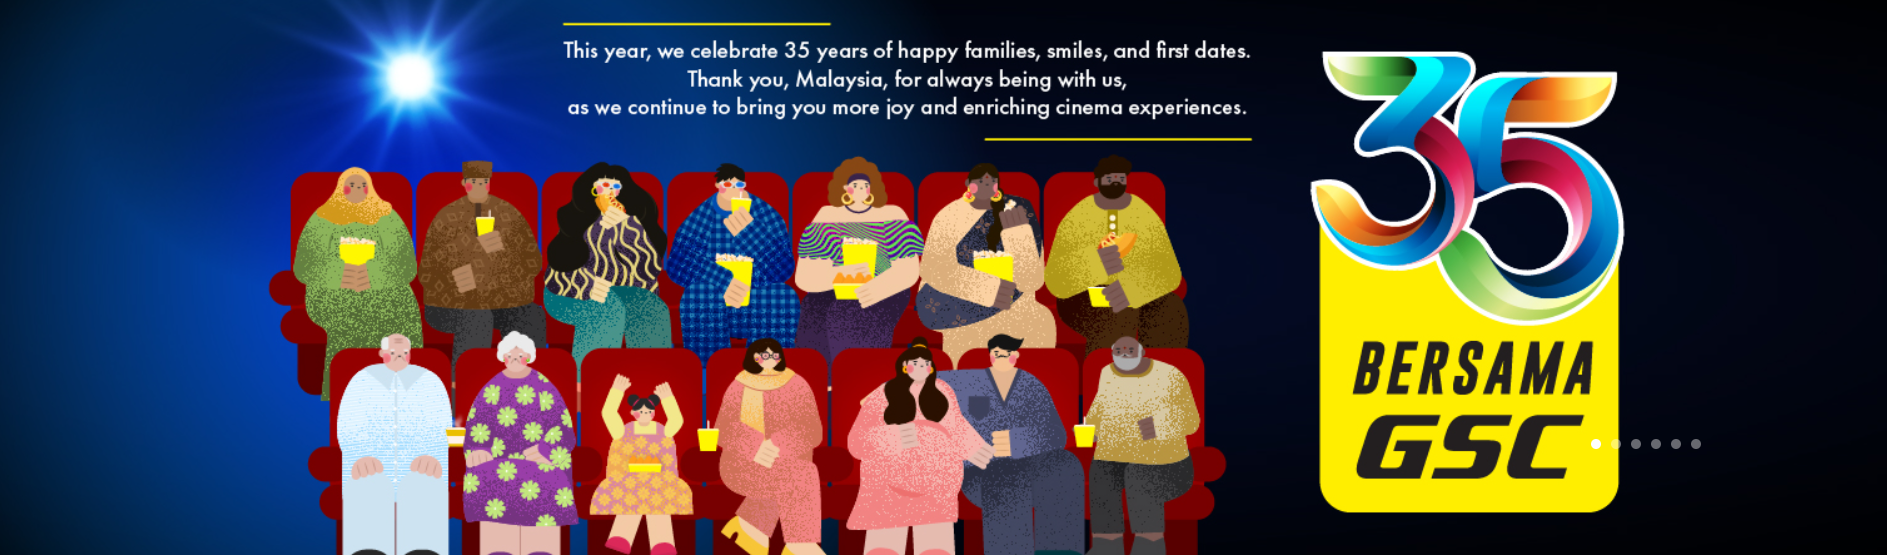 This year, we celebrate 35 years of happy families, smiles, and first dates.
Thank you, Malaysia, for always being with us,
as we continue to bring you more joy and enriching cinema experiences.
35
BERSAMA
GSC